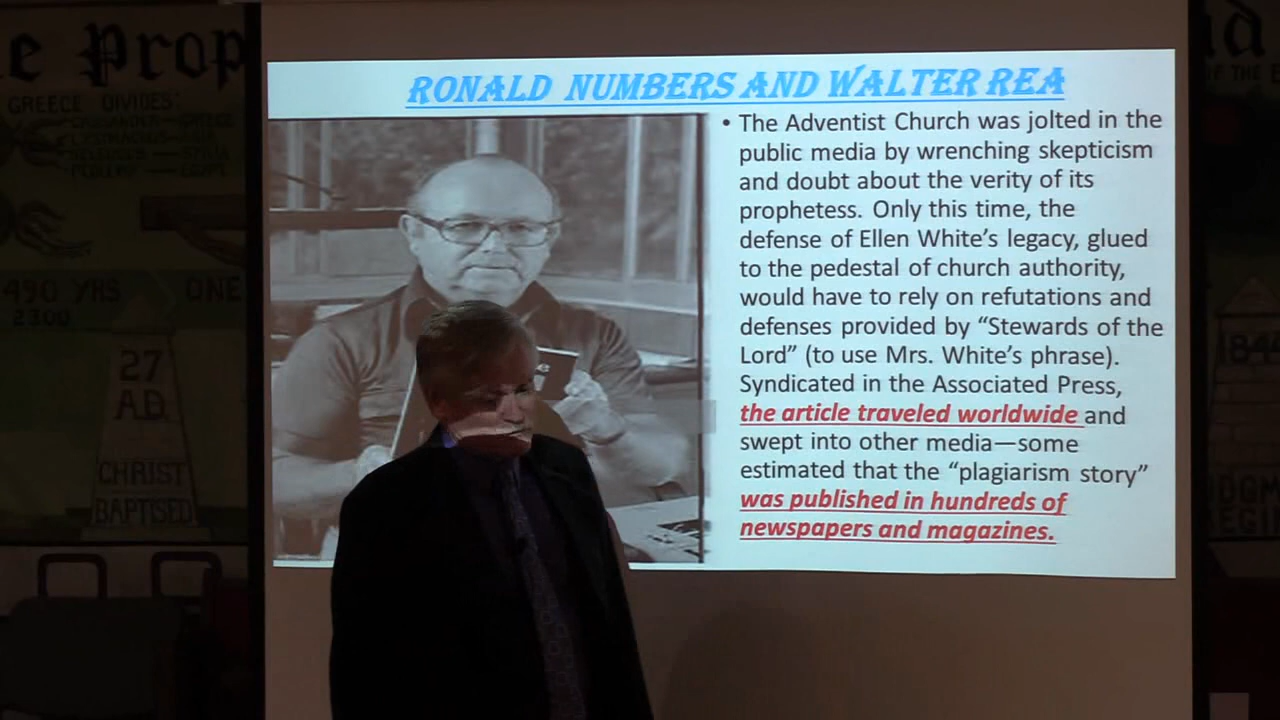 RONALD NUMBERS AND WALTER REA
• The Adventist Church was jolted in the
public media by wrenching skepticism
and doubt about the verity of its
prophetess. Only this time, the
defense of Ellen White's legacy, glued
to the pedestal of church authority,
would have to rely on refutations and
defenses provided by “Stewards of the
Lord” (to use Mrs. White's phrase).
Syndicated in the Associated Press,
the article traveled worldwide and
swept into other media—some
estimated that the “plagiarism story”
was published in hundreds of
newspapers and magazines.
e Prop
GREECE DIVIDES:
490 YRS ONE
2300
27
A.D.
CHRIST
BAPTISED